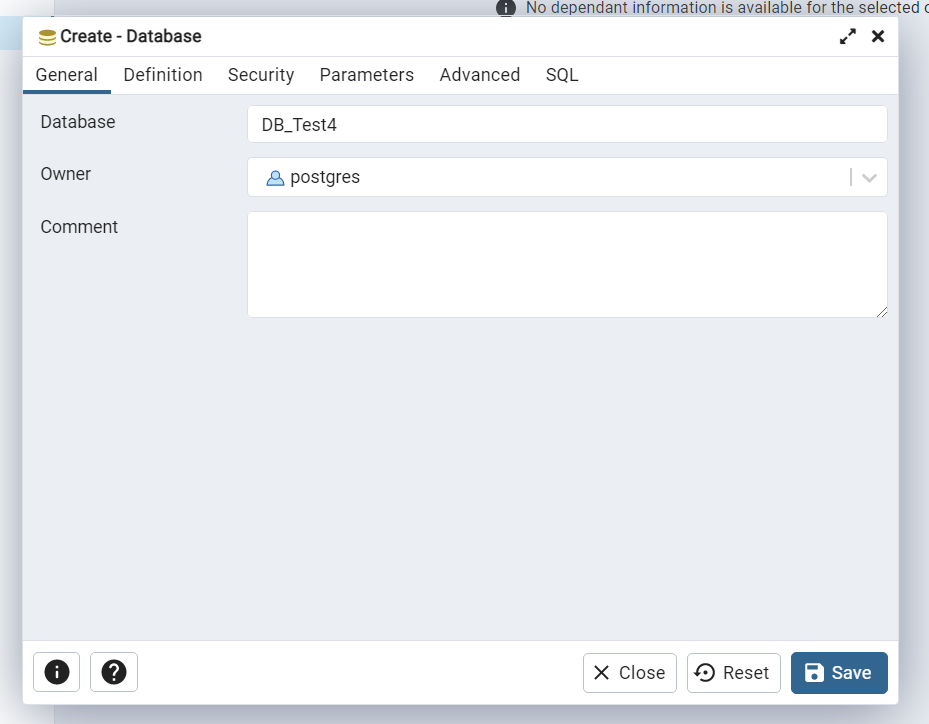 No dependant information is available for the selected
Create - Database
General Definition Security Parameters Advanced SQL
Database DB_Test4
Owner postgres
Comment
Close Reset Save